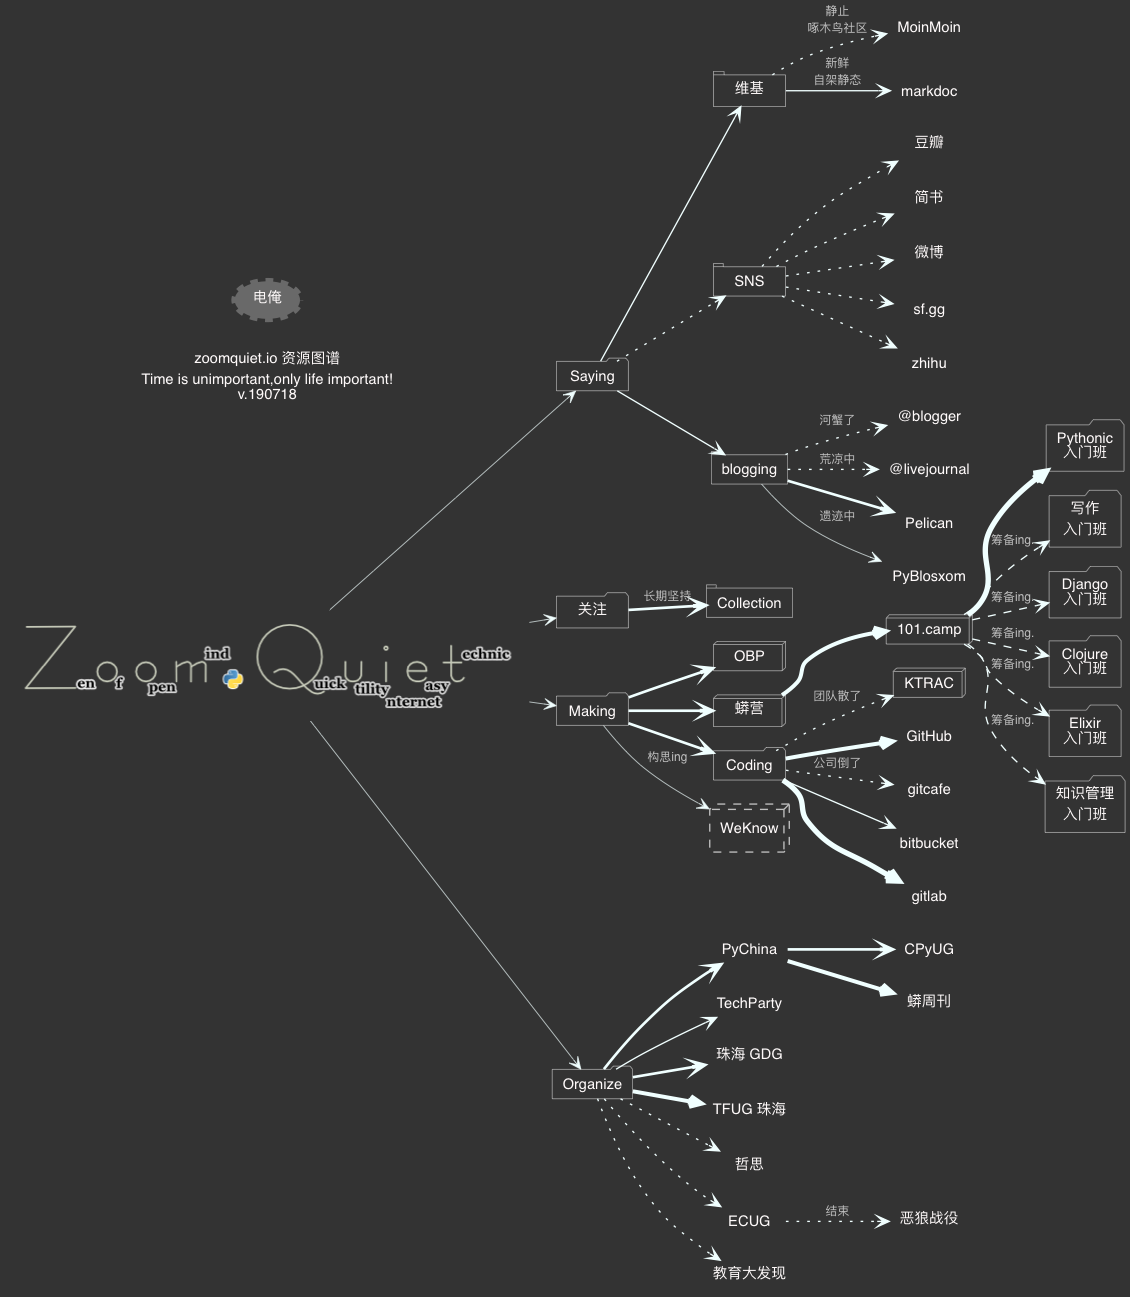 静止
啄木鸟社区
MoinMoin
维基
新鲜
自架静态
markdoc
豆瓣
简书
微博
SNS
sf.gg
zhihu
电俺
zoomquiet.io 资源图谱
Time is unimportant,only life important!
v.190718
Saying
河蟹了
@blogger
blogging
荒凉中
@livejournal
遗迹中
Pelican
PyBlosxom
Pythonic
入门班
写作
入门班
筹备ing.
Django
入门班
筹备ing.
关注
长期坚持
Collection
101.camp
筹备ing.
Clojure
入门班
筹备ing.
Zoom.Quiet
en
f
pen
ind
uick
tility
nternet
asy
echnic
OBP
KTRAC
团队散了
Making
蟒营
Elixir
入门班
筹备ing.
GitHub
构思ing
Coding
公司倒了
gitcafe
知识管理
入门班
WeKnow
bitbucket
gitlab
PyChina
CPyUG
蟒周刊
TechParty
珠海 GDG
Organize
TFUG 珠海
哲思
ECUG
结束
恶狼战役
教育大发现